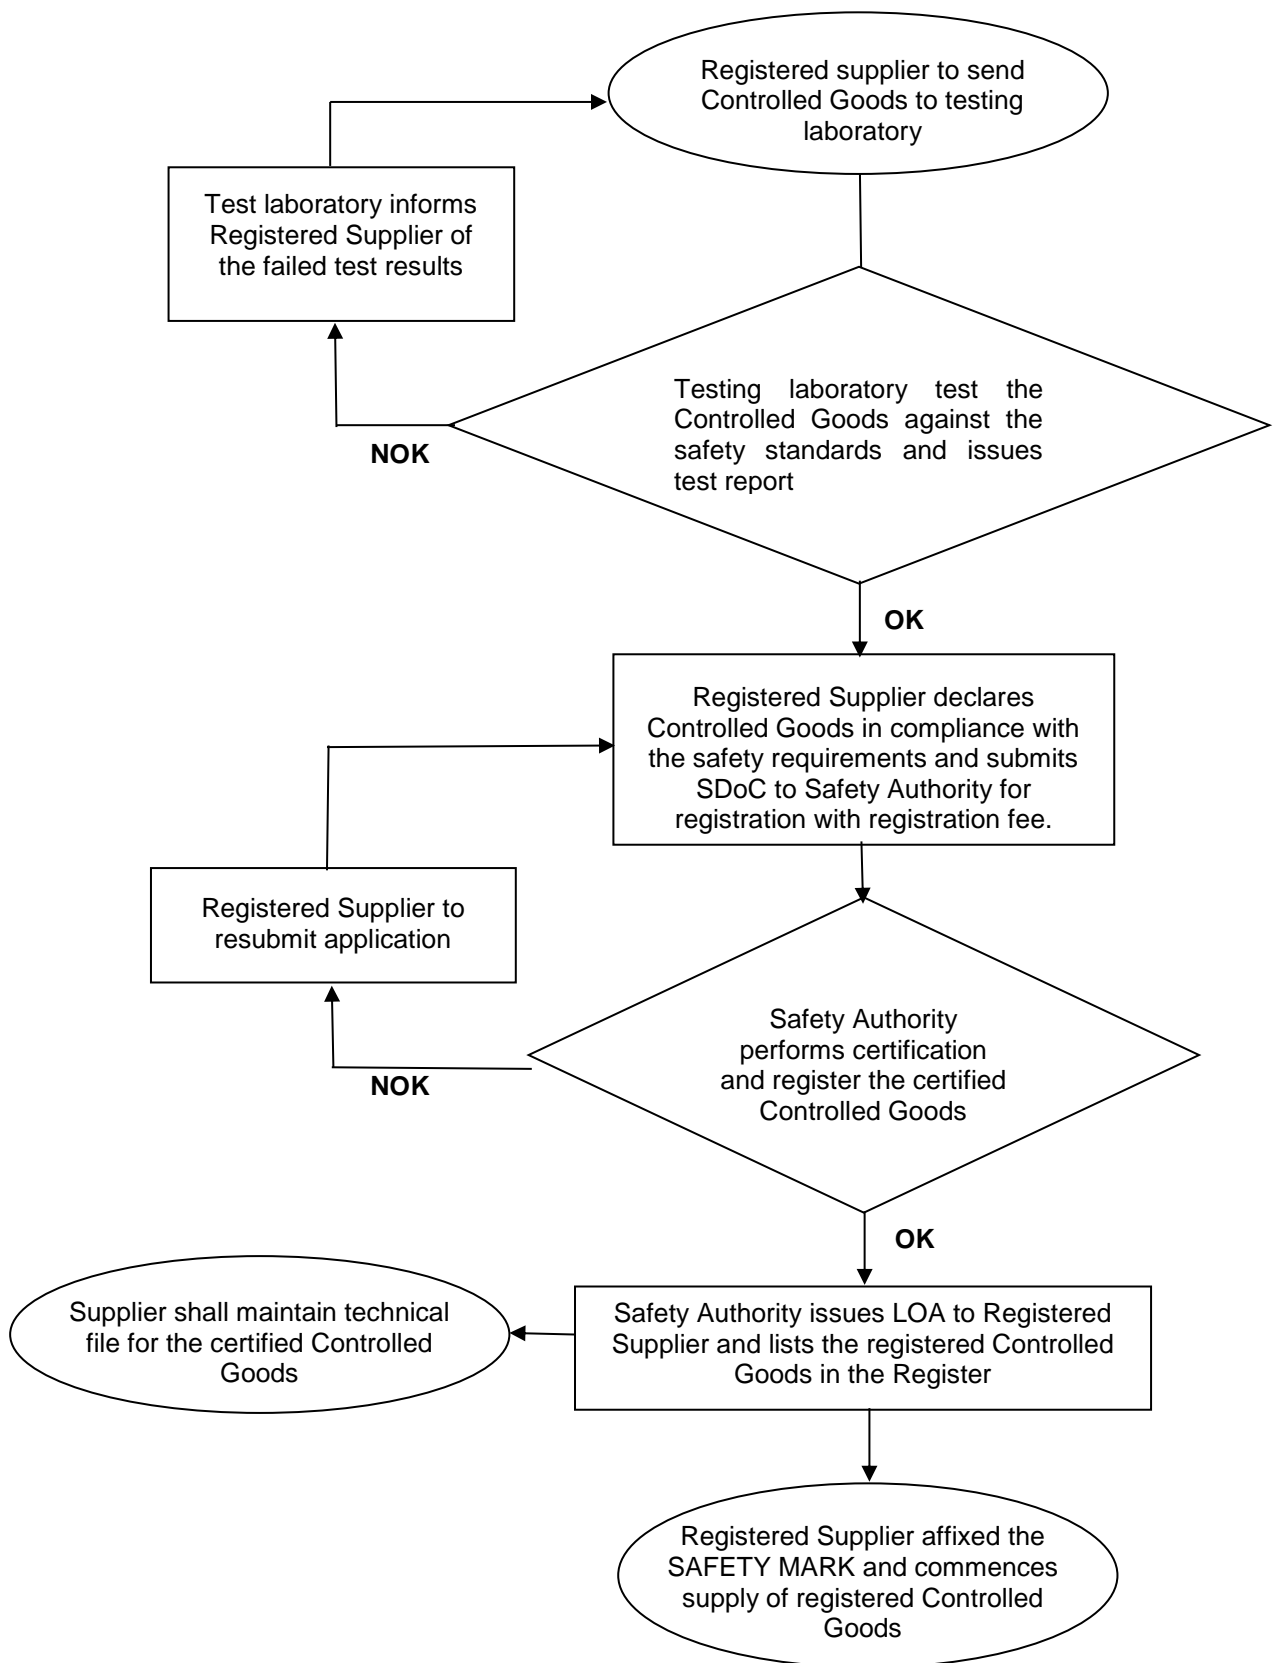 Registered supplier to send
Controlled Goods to testing
laboratory
Test laboratory informs
Registered Supplier of
the failed test results
Testing laboratory test the
Controlled Goods against the
safety standards and issues
test report
NOK
OK
Registered Supplier declares
Controlled Goods in compliance with
the safety requirements and submits
SDoC to Safety Authority for
registration with registration fee.
Registered Supplier to
resubmit application
Safety Authority
performs certification
and register the certified
Controlled Goods
NOK
OK
Supplier shall maintain technical
file for the certified Controlled
Goods
Safety Authority issues LOA to Registered
Supplier and lists the registered Controlled
Goods in the Register
Registered Supplier affixed the
SAFETY MARK and commences
supply of registered Controlled
Goods